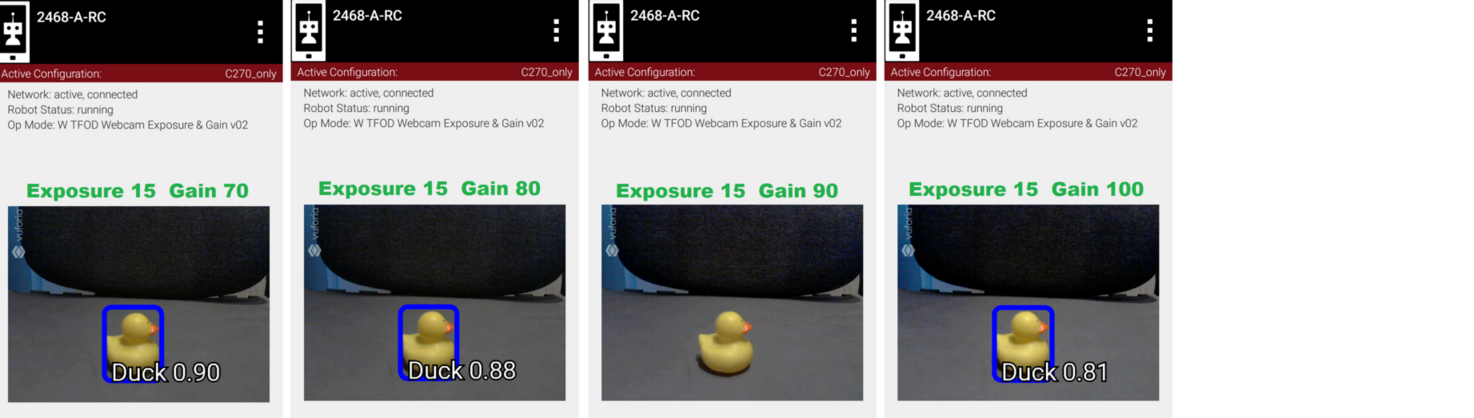 2468-A-RC
Active Configuration: C270_only
Network: active, connected
Robot Status: running
Op Mode: W TFOD Webcam Exposure & Gain v02
Exposure 15 Gain 70
vuforia
Duck 0.90
2468-A-RC
Active Configuration: C270_only
Network: active, connected
Robot Status: running
Op Mode: W TFOD Webcam Exposure & Gain v02
Exposure 15 Gain 80
vuforia
Duck 0.88
2468-A-RC
Active Configuration: C270_only
Network: active, connected
Robot Status: running
Op Mode: W TFOD Webcam Exposure & Gain v02
Exposure 15 Gain 90
vuforia
2468-A-RC
Active Configuration: C270_only
Network: active, connected
Robot Status: running
Op Mode: W TFOD Webcam Exposure & Gain v02
Exposure 15 Gain 100
vuforia
Duck 0.81